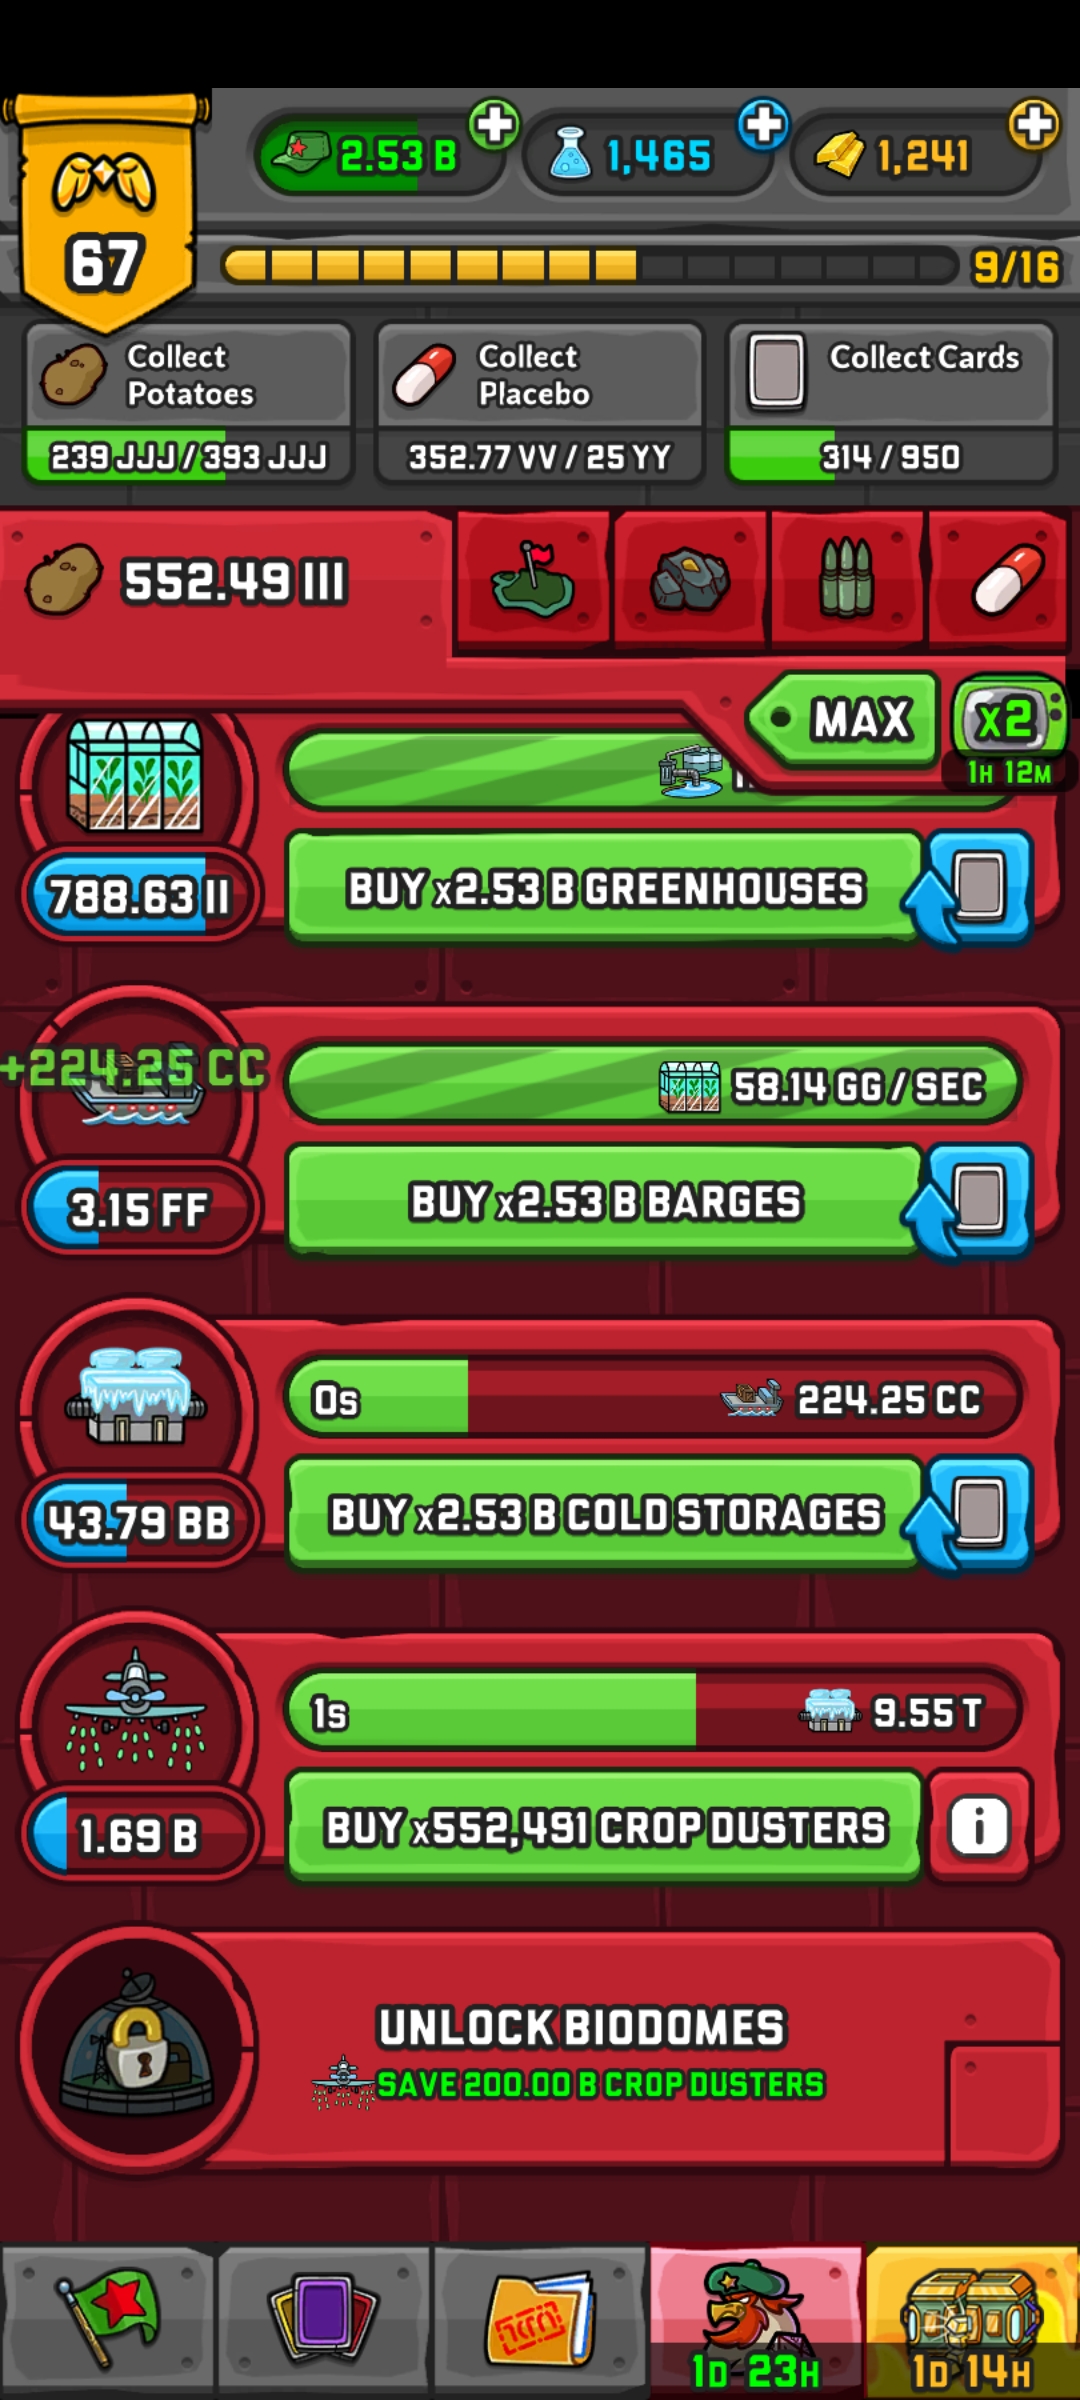 2.53 B
1,465
1,241
67
9/16
Collect
Potatoes
Collect
Placebo
Collect Cards
239 JJJ / 393 JJJ
352.77 VV / 25 YY
314 / 950
552.49 III
MAX
x2
1H 12M
788.63 II
BUY x2.53 B GREENHOUSES
+224.25 CC
58.14 GG / SEC
3.15 FF
BUY x2.53 B BARGES
0s
224.25 CC
43.79 BB
BUY x2.53 B COLD STORAGES
1s
9.55 T
1.69 B
BUY x552,491 CROP DUSTERS
i
UNLOCK BIODOMES
SAVE 200.00 B CROP DUSTERS
1D 23H
1D 14H